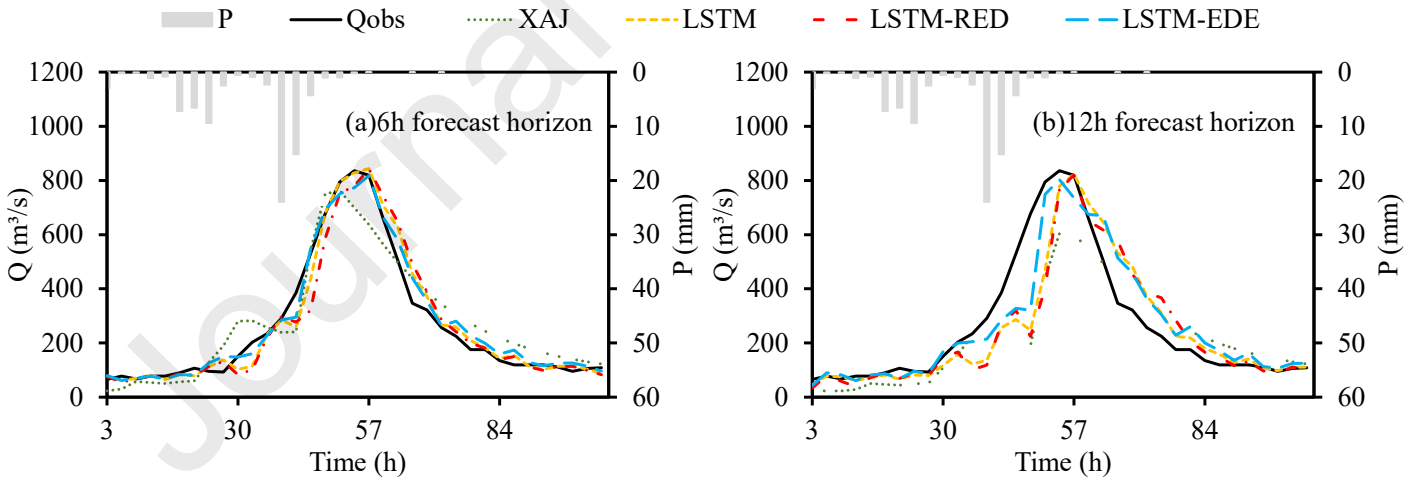 P Qobs XAJ LSTM LSTM-RED LSTM-EDE
1200
1000
800
600
400
200
0
Q (m³/s)
0
10
20
30
40
50
60
P (mm)
(a)6h forecast horizon
3 30 57 84
Time (h)
1200
1000
800
600
400
200
0
Q (m³/s)
0
10
20
30
40
50
60
P (mm)
(b)12h forecast horizon
3 30 57 84
Time (h)
Journal